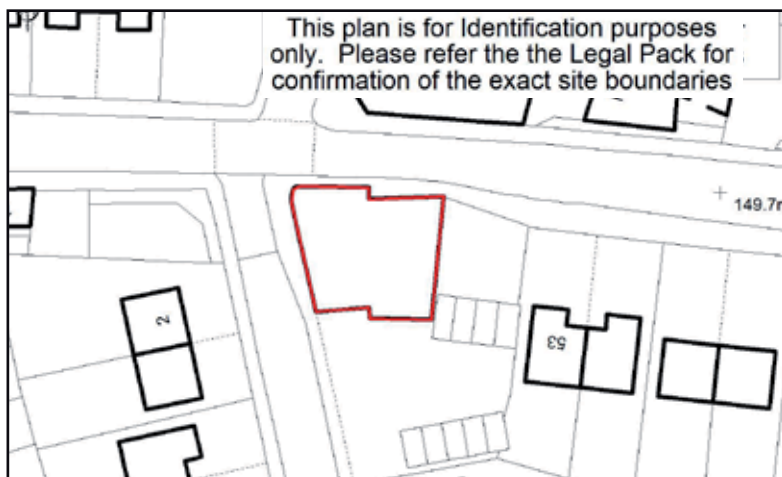 This plan is for Identification purposes
only. Please refer the the Legal Pack for
confirmation of the exact site boundaries
149.7m
2
53